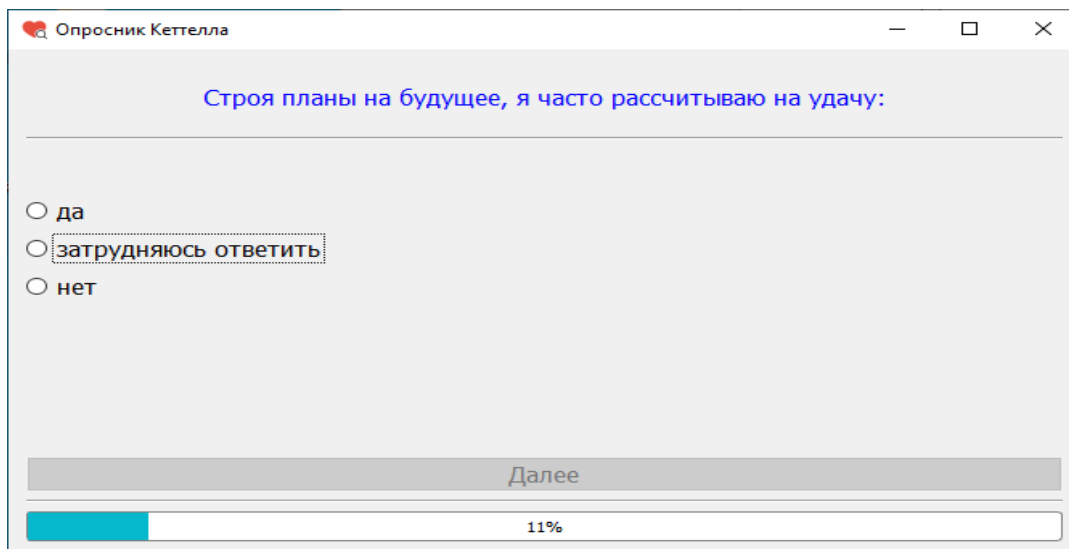 Опросник Кеттелла
Строя планы на будущее, я часто рассчитываю на удачу:
да
затрудняюсь ответить
нет
Далее
11%